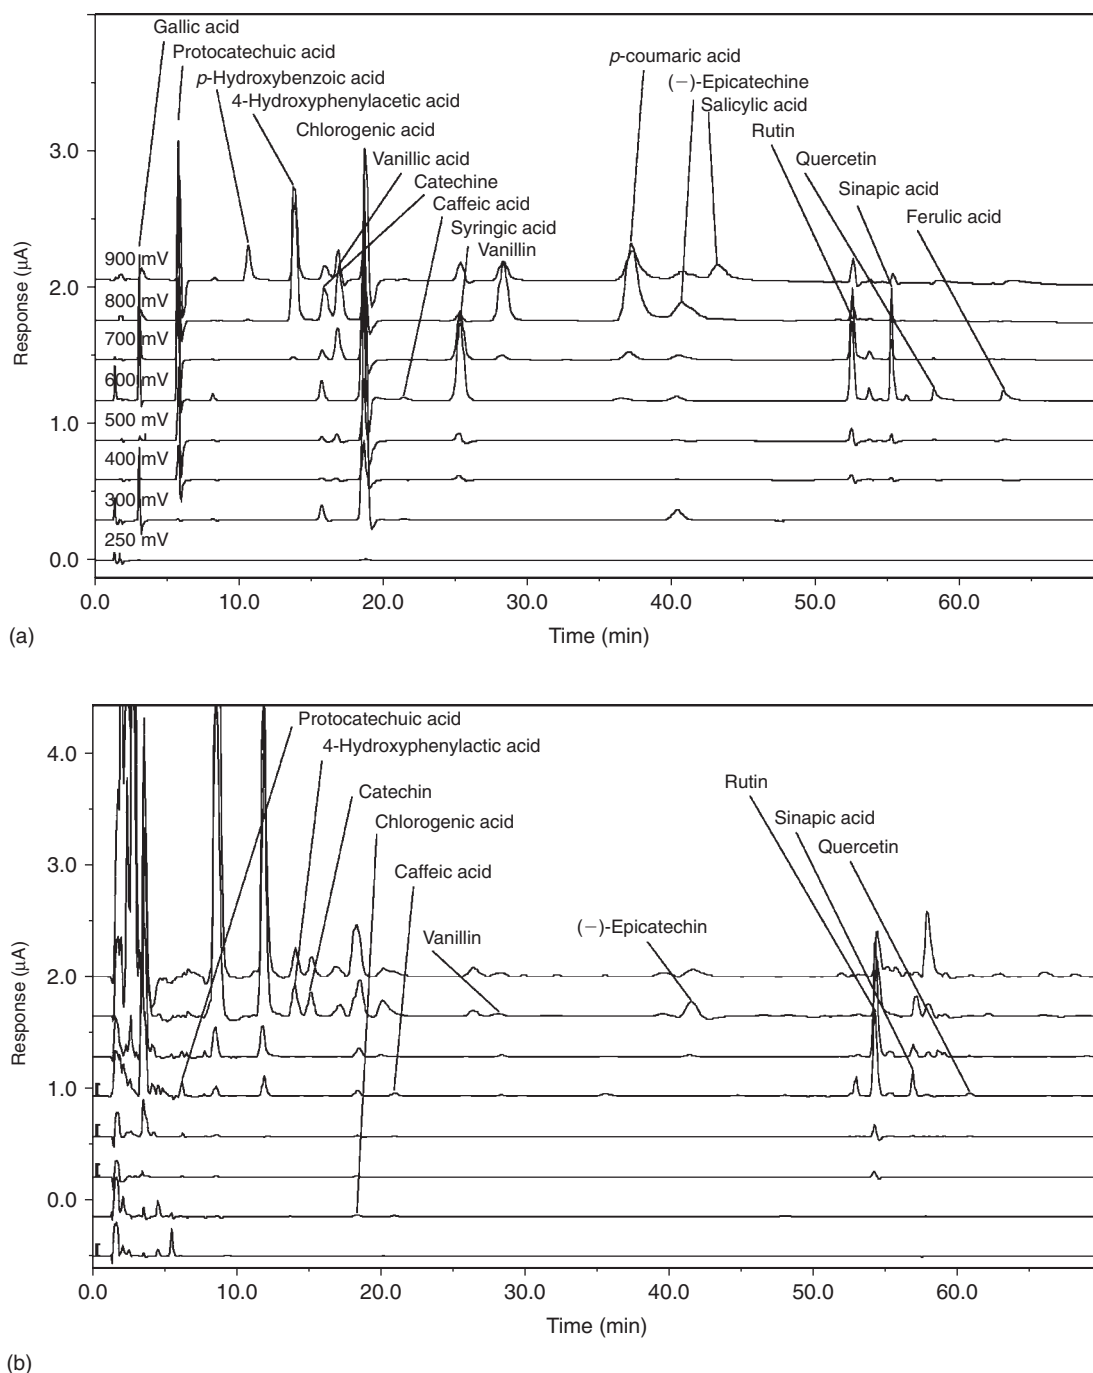 Gallic acid
Protocatechuic acid
p-Hydroxybenzoic acid
4-Hydroxyphenylacetic acid
Chlorogenic acid
Vanillic acid
Catechine
Caffeic acid
Syringic acid
Vanillin
p-coumaric acid
(−)-Epicatechine
Salicylic acid
Rutin
Quercetin
Sinapic acid
Ferulic acid
3.0
2.0
1.0
0.0
Response (µA)
900 mV
800 mV
700 mV
600 mV
500 mV
400 mV
300 mV
250 mV
0.0 10.0 20.0 30.0 40.0 50.0 60.0
Time (min)
(a)
Protocatechuic acid
4-Hydroxyphenylactic acid
Catechin
Chlorogenic acid
Caffeic acid
Vanillin
(−)-Epicatechin
Rutin
Sinapic acid
Quercetin
4.0
3.0
2.0
1.0
0.0
Response (µA)
0.0 10.0 20.0 30.0 40.0 50.0 60.0
Time (min)
(b)